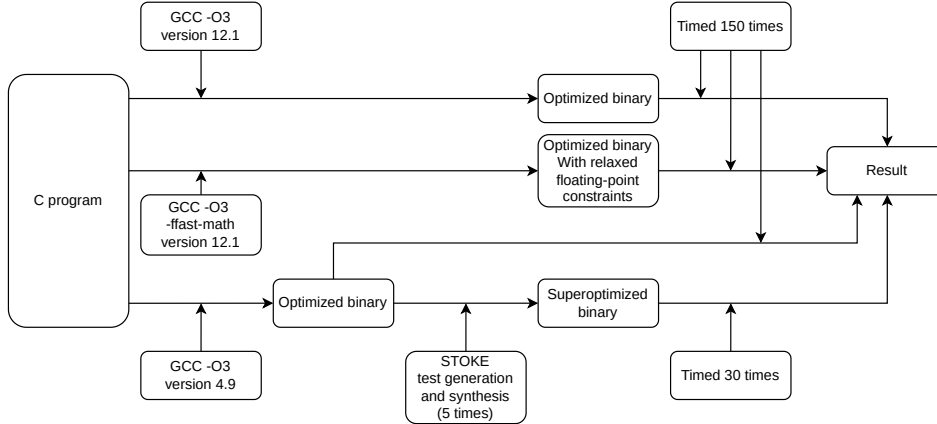 GCC -O3
version 12.1
Timed 150 times
Optimized binary
Optimized binary
With relaxed
floating-point
constraints
Result
C program
GCC -O3
-ffast-math
version 12.1
Optimized binary
Superoptimized
binary
GCC -O3
version 4.9
STOKE
test generation
and synthesis
(5 times)
Timed 30 times